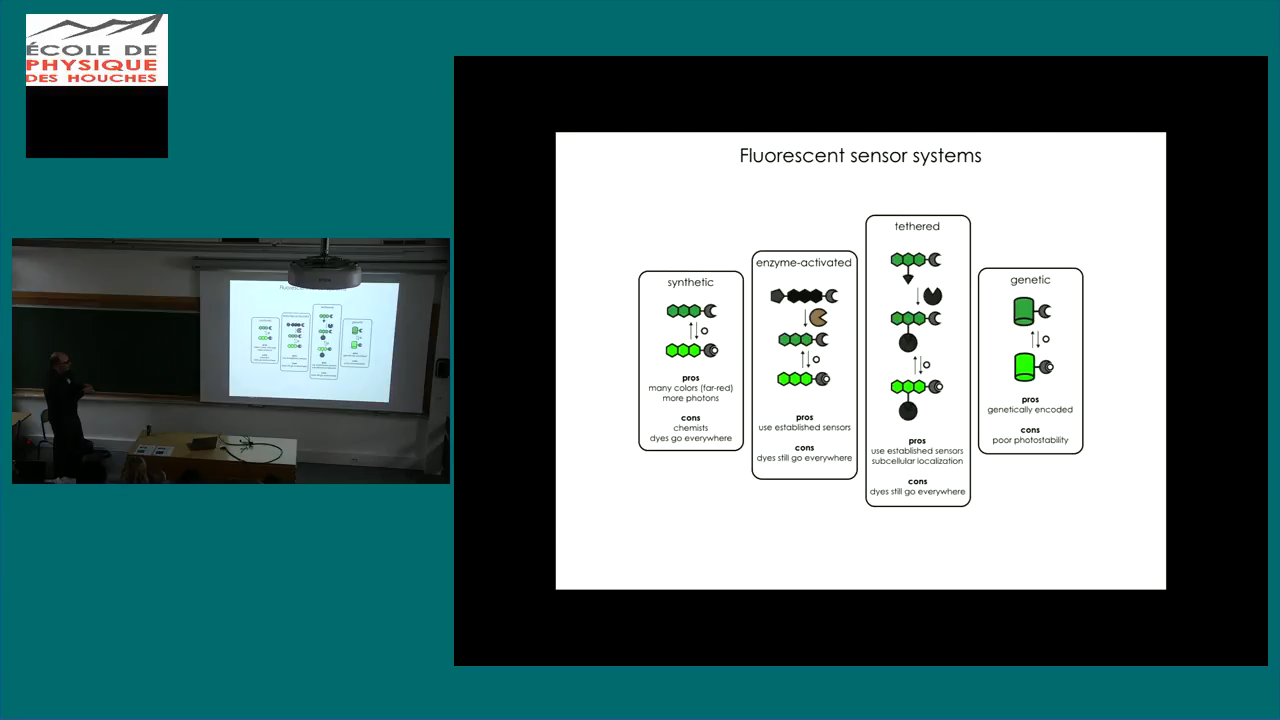 ÉCOLE DE
PHYSIQUE
DES HOUCHES
Fluorescent sensor systems
synthetic
pros
many colors (far-red)
more photons
cons
chemists
dyes go everywhere
enzyme-activated
pros
use established sensors
cons
dyes still go everywhere
tethered
pros
use established sensors
subcellular localization
cons
dyes still go everywhere
genetic
pros
genetically encoded
cons
poor photostability